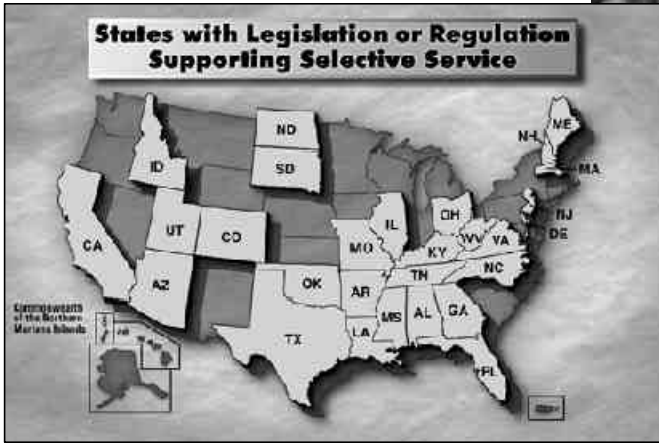 States with Legislation or Regulation
Supporting Selective Service
ND
ME
NH
ID
SD
MA
IL
OH
NJ
UT
CO
WV
VA
DE
CA
MO
KY
NC
TN
AZ
OK
AR
MS
AL
GA
TX
LA
FL
Commonwealth
of the Northern
Mariana Islands